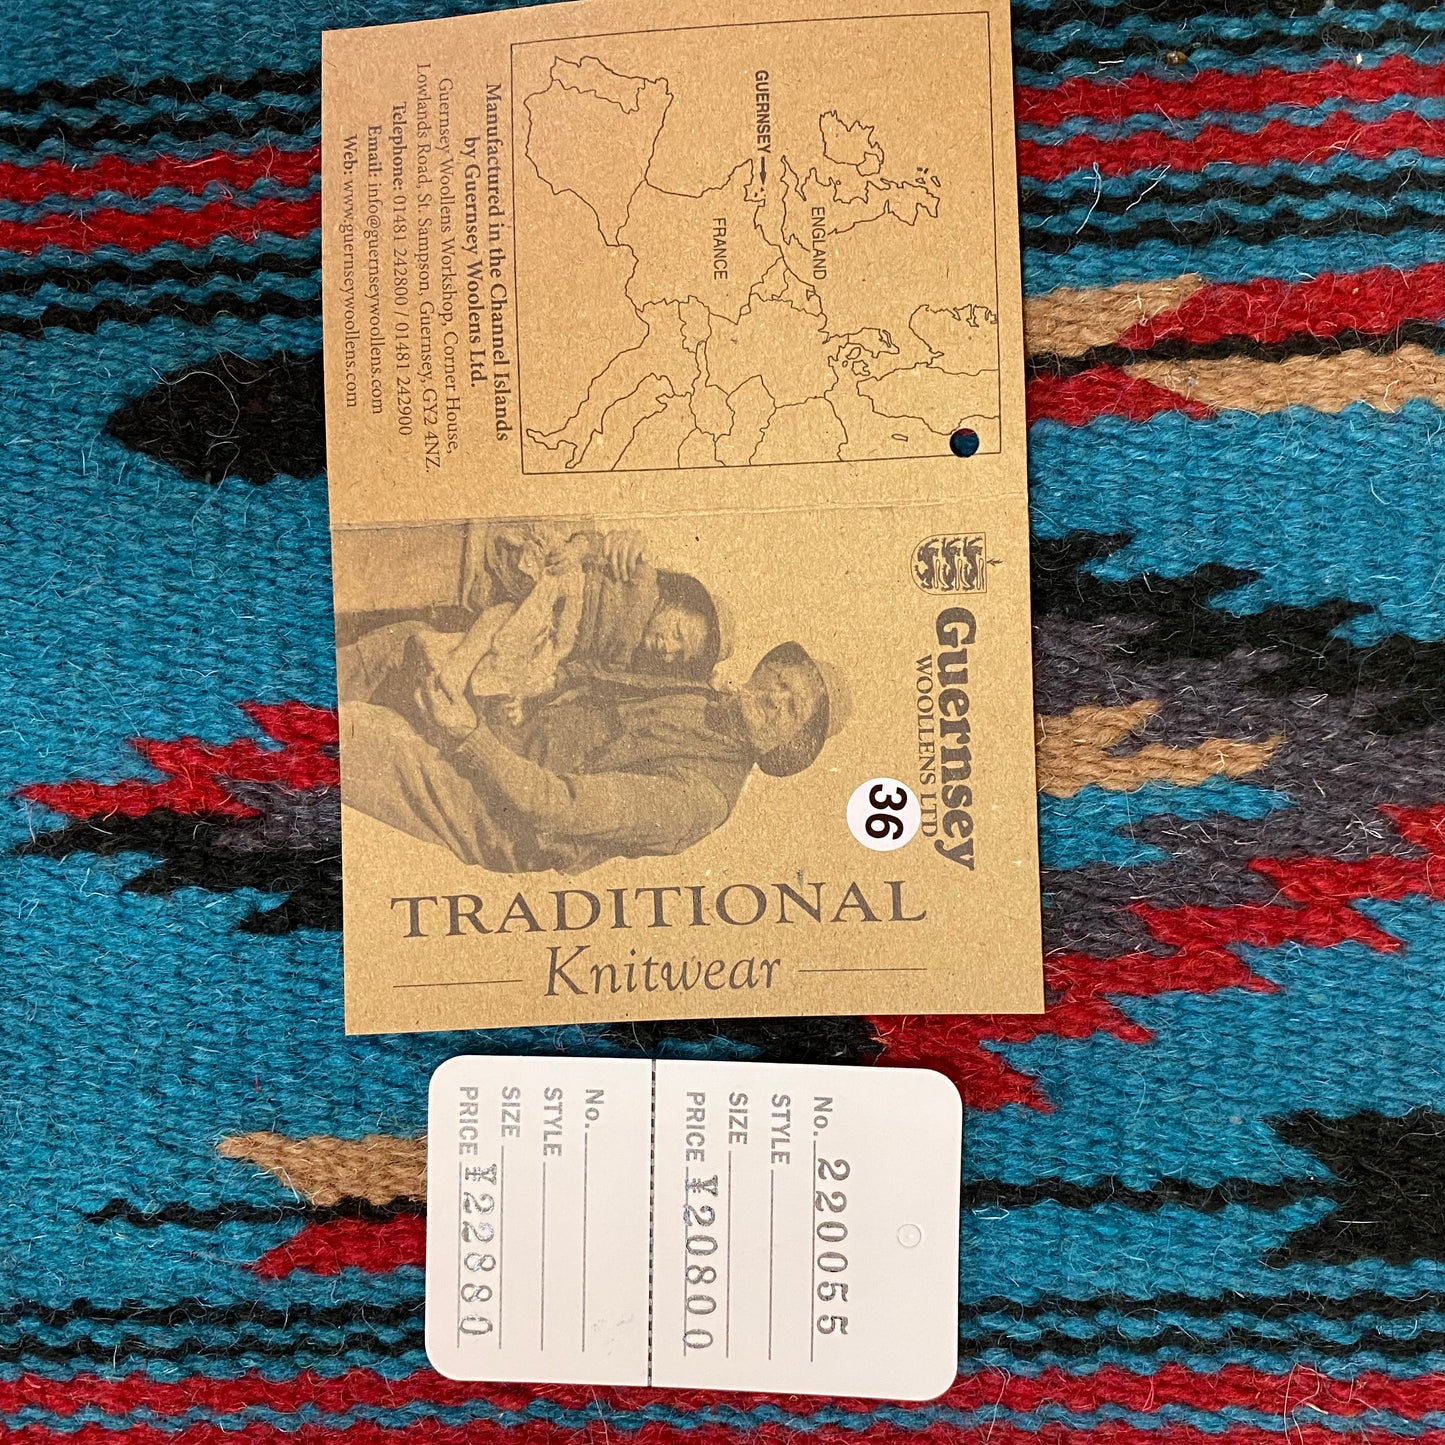 GUERNSEY
ENGLAND
FRANCE
Manufactured in the Channel Islands
by Guernsey Woolens Ltd.
Guernsey Woollens Workshop, Corner House,
Lowlands Road, St. Sampson, Guernsey, GY2 4NZ.
Telephone: 01481 242800 / 01481 242900
Email: info@guernseywoollens.com
Web: www.guernseywoollens.com
Guernsey
WOOLLENS LTD
36
TRADITIONAL
Knitwear
No. 220055
STYLE
SIZE
PRICE ¥20800
No.
STYLE
SIZE
PRICE ¥22880